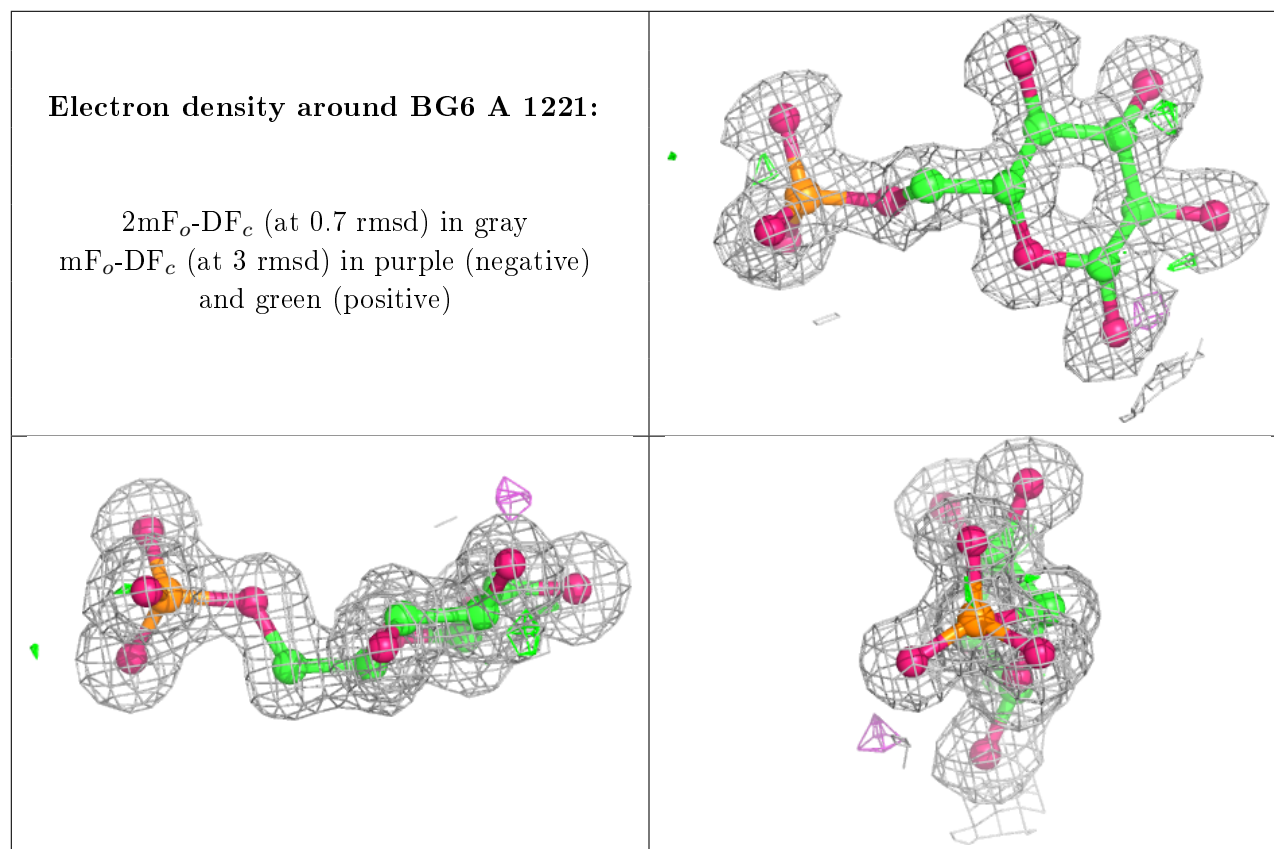 Electron density around BG6 A 1221:
2mFₒ-DF𝒸 (at 0.7 rmsd) in gray
mFₒ-DF𝒸 (at 3 rmsd) in purple (negative)
and green (positive)